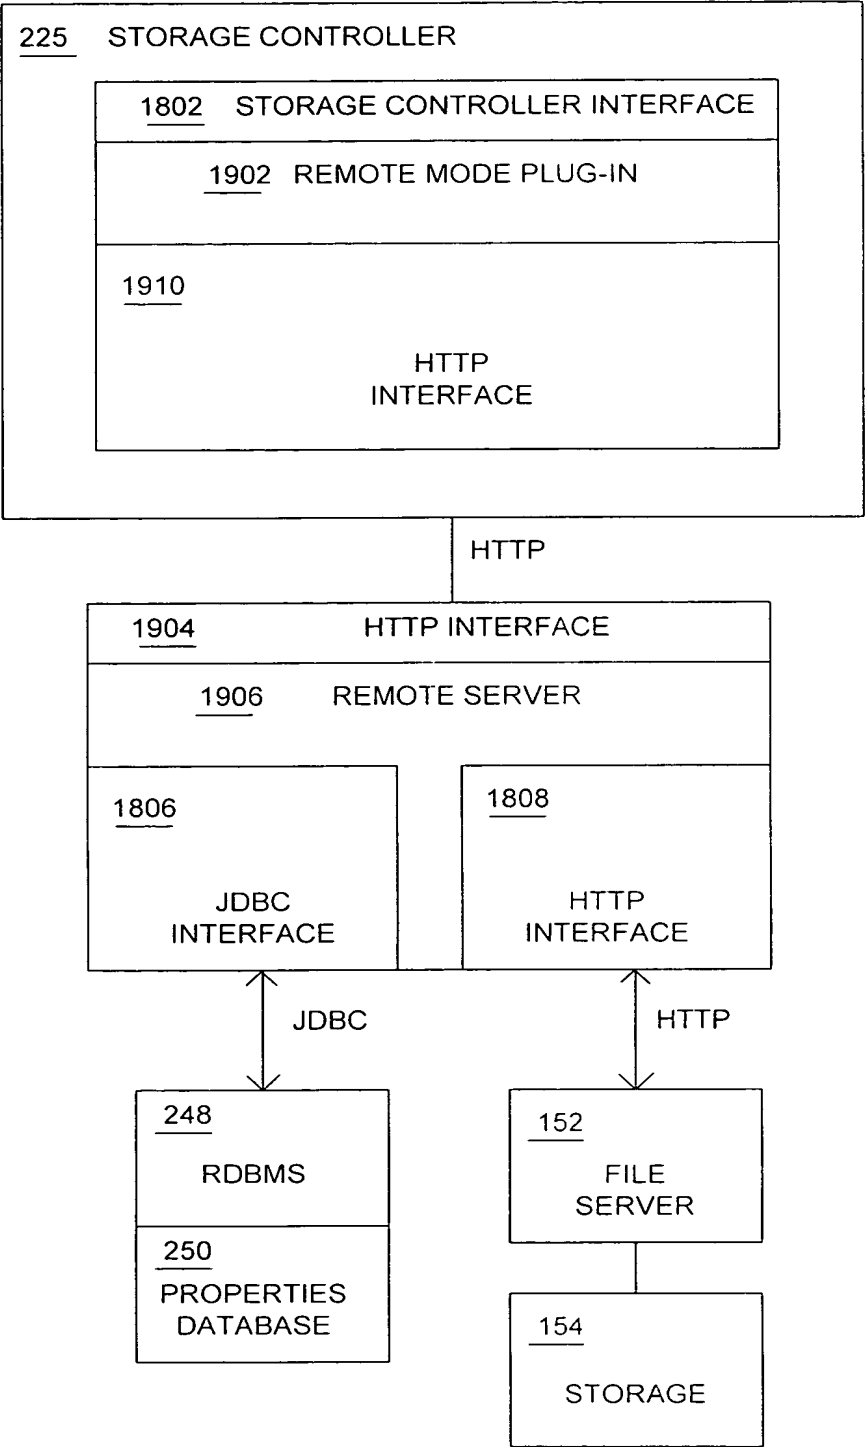 225 STORAGE CONTROLLER
1802 STORAGE CONTROLLER INTERFACE
1902 REMOTE MODE PLUG-IN
1910
HTTP
INTERFACE
HTTP
1904 HTTP INTERFACE
1906 REMOTE SERVER
1806
JDBC
INTERFACE
1808
HTTP
INTERFACE
JDBC
HTTP
248
RDBMS
250
PROPERTIES
DATABASE
152
FILE
SERVER
154
STORAGE